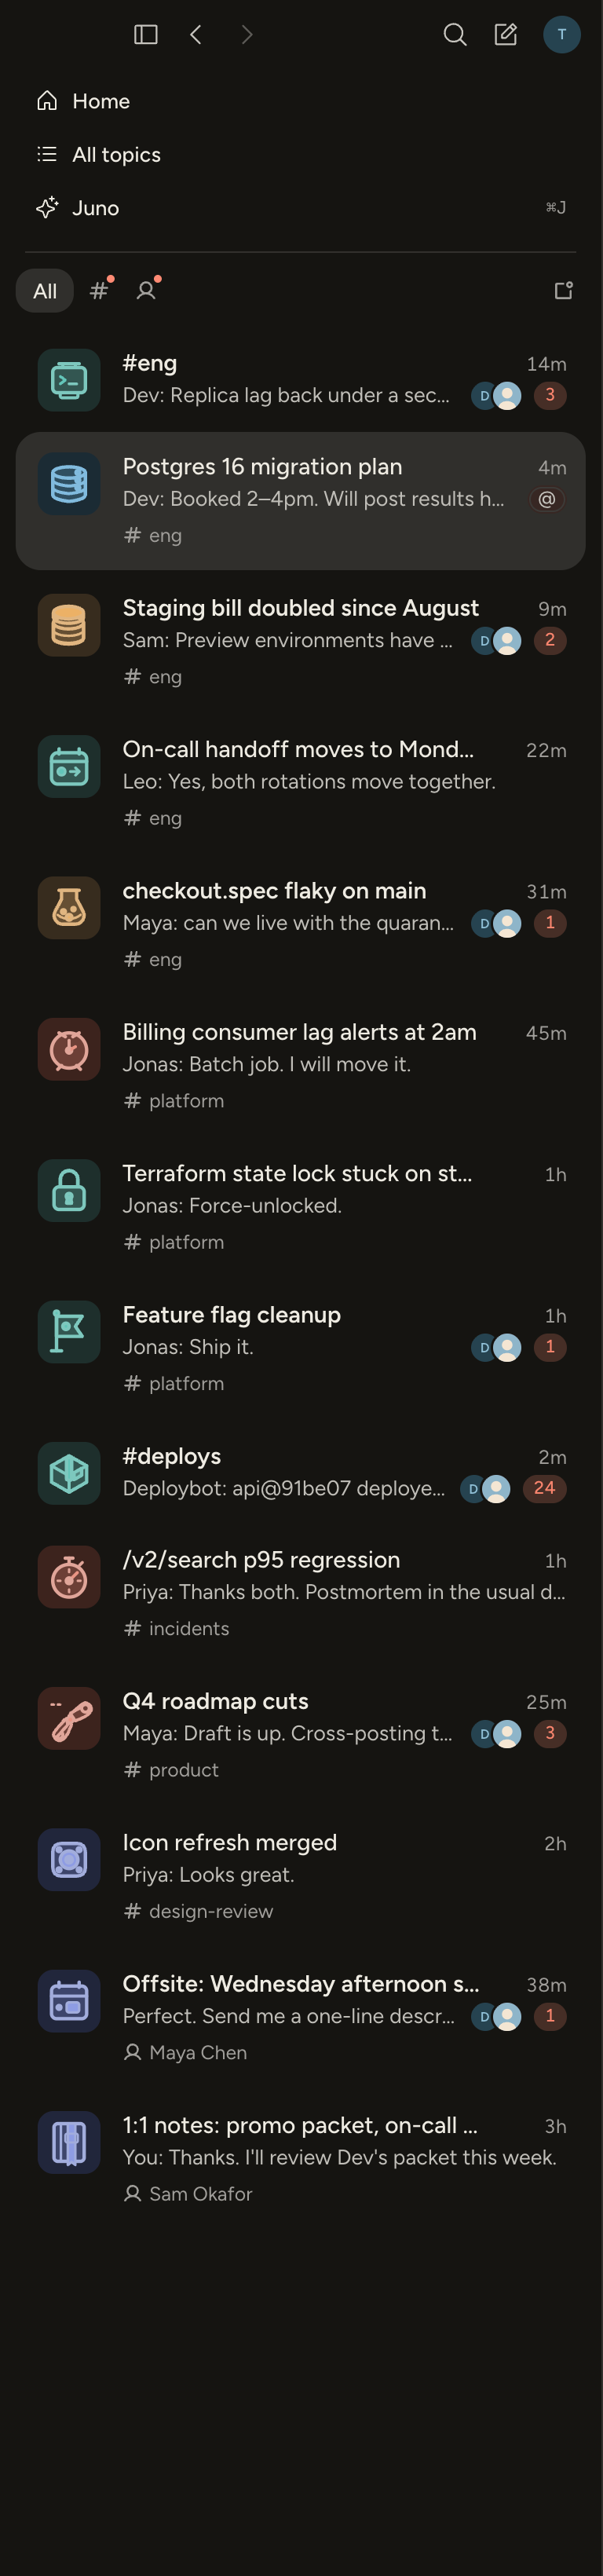 T
Home
All topics
Juno ⌘J
All
#eng 14m
Dev: Replica lag back under a sec... D 3
Postgres 16 migration plan 4m
Dev: Booked 2–4pm. Will post results h... @
# eng
Staging bill doubled since August 9m
Sam: Preview environments have ... D 2
# eng
On-call handoff moves to Mond... 22m
Leo: Yes, both rotations move together.
# eng
checkout.spec flaky on main 31m
Maya: can we live with the quaran... D 1
# eng
Billing consumer lag alerts at 2am 45m
Jonas: Batch job. I will move it.
# platform
Terraform state lock stuck on st... 1h
Jonas: Force-unlocked.
# platform
Feature flag cleanup 1h
Jonas: Ship it. D 1
# platform
#deploys 2m
Deploybot: api@91be07 deploye... D 24
/v2/search p95 regression 1h
Priya: Thanks both. Postmortem in the usual d...
# incidents
Q4 roadmap cuts 25m
Maya: Draft is up. Cross-posting t... D 3
# product
Icon refresh merged 2h
Priya: Looks great.
# design-review
Offsite: Wednesday afternoon s... 38m
Perfect. Send me a one-line descr... D 1
Maya Chen
1:1 notes: promo packet, on-call ... 3h
You: Thanks. I'll review Dev's packet this week.
Sam Okafor